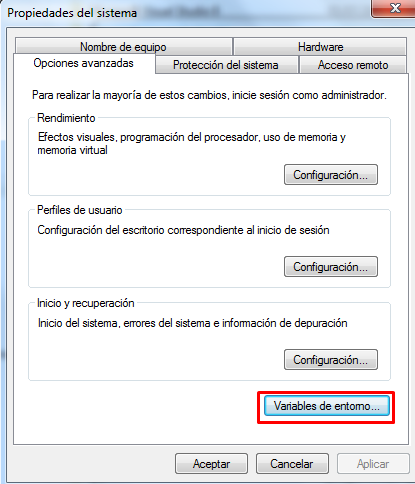 Propiedades del sistema
Nombre de equipo
Hardware
Opciones avanzadas
Protección del sistema
Acceso remoto
Para realizar la mayoría de estos cambios, inicie sesión como administrador.
Rendimiento
Efectos visuales, programación del procesador, uso de memoria y
memoria virtual
Configuración...
Perfiles de usuario
Configuración del escritorio correspondiente al inicio de sesión
Configuración...
Inicio y recuperación
Inicio del sistema, errores del sistema e información de depuración
Configuración...
Variables de entorno...
Aceptar
Cancelar
Aplicar